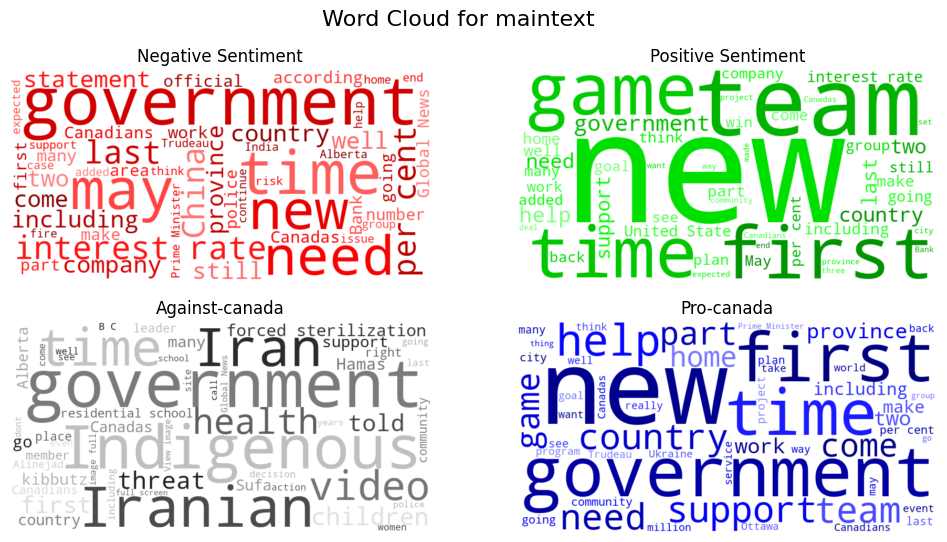 Word Cloud for maintext
Negative Sentiment
statement official according home end
expected government Global News
Canadians work country help well
support Trudeau India Alberta
first many last province China time per cent
case added area think police going
two may risk continue new Bank number
come fire including Prime Minister need group
make Canadas issue
interest rate
part company still
Positive Sentiment
company interest rate
game team project Canadas come set
government win
home think new group two
well need goal want way made last still
many support part make
work community going
added see country
help United State including
deal time Canadians first city
back plan end per cent May province Bank
expected three
Against-canada
B C leader forced sterilization
Alberta time many Iran support going
come well see school right
Hamas last
government site call Global News
residential school health told
Canadas Indigenous community
go place even years
member image full View image decision
Alinejad threat Sufa action video
kibbutz including full screen police
Canadians first Iranian children
country women
Dont
Pro-canada
many think Prime Minister province back
thing help part first
city well home plan world
new take
game goal Canadas project including group
want really time make two
see country work way come per cent
program Trudeau Ukraine service go
government may
community support team event
going need million Ottawa Canadians last